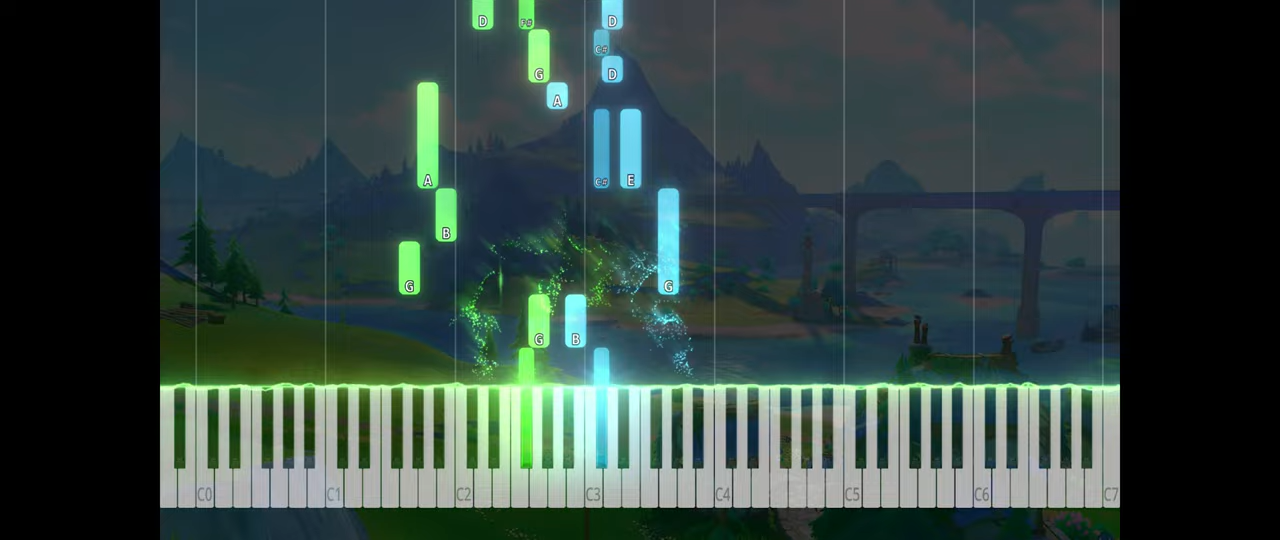 D F# D
C#
G D
A
A C# E
B
G G
G B
C0 C1 C2 C3 C4 C5 C6 C7